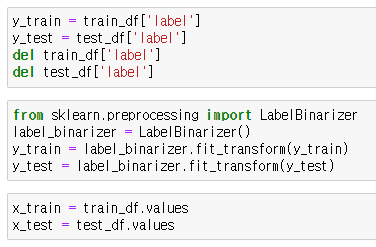 y_train = train_df['label']
y_test = test_df['label']
del train_df['label']
del test_df['label']
from sklearn.preprocessing import LabelBinarizer
label_binarizer = LabelBinarizer()
y_train = label_binarizer.fit_transform(y_train)
y_test = label_binarizer.fit_transform(y_test)
x_train = train_df.values
x_test = test_df.values